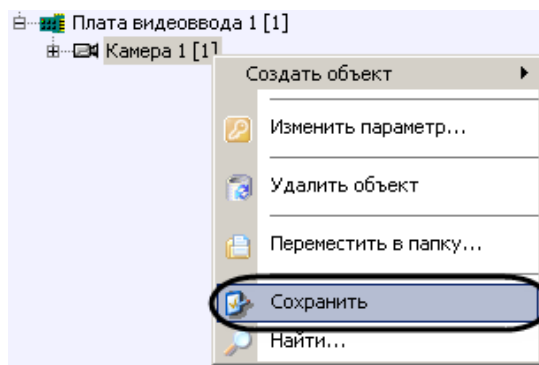 Плата видеоввода 1 [1]
Камера 1 [1]
Создать объект
Изменить параметр...
Удалить объект
Переместить в папку...
Сохранить
Найти...